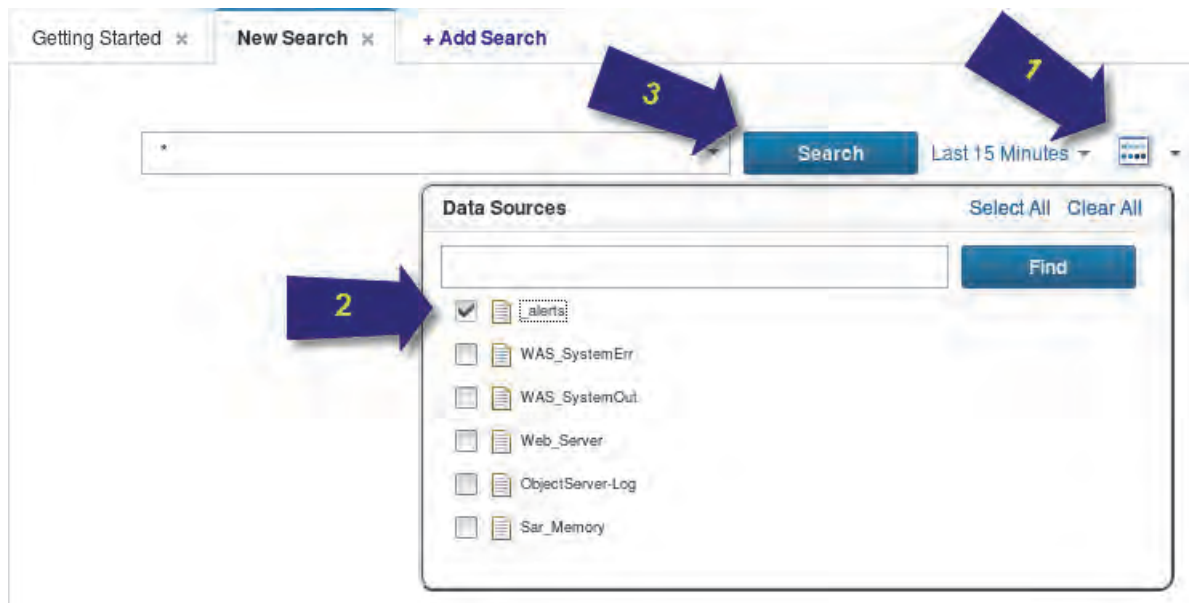 Getting Started × New Search × + Add Search
3
1
* Search Last 15 Minutes
Data Sources Select All Clear All
Find
2
_alerts
WAS_SystemErr
WAS_SystemOut
Web_Server
ObjectServer-Log
Sar_Memory